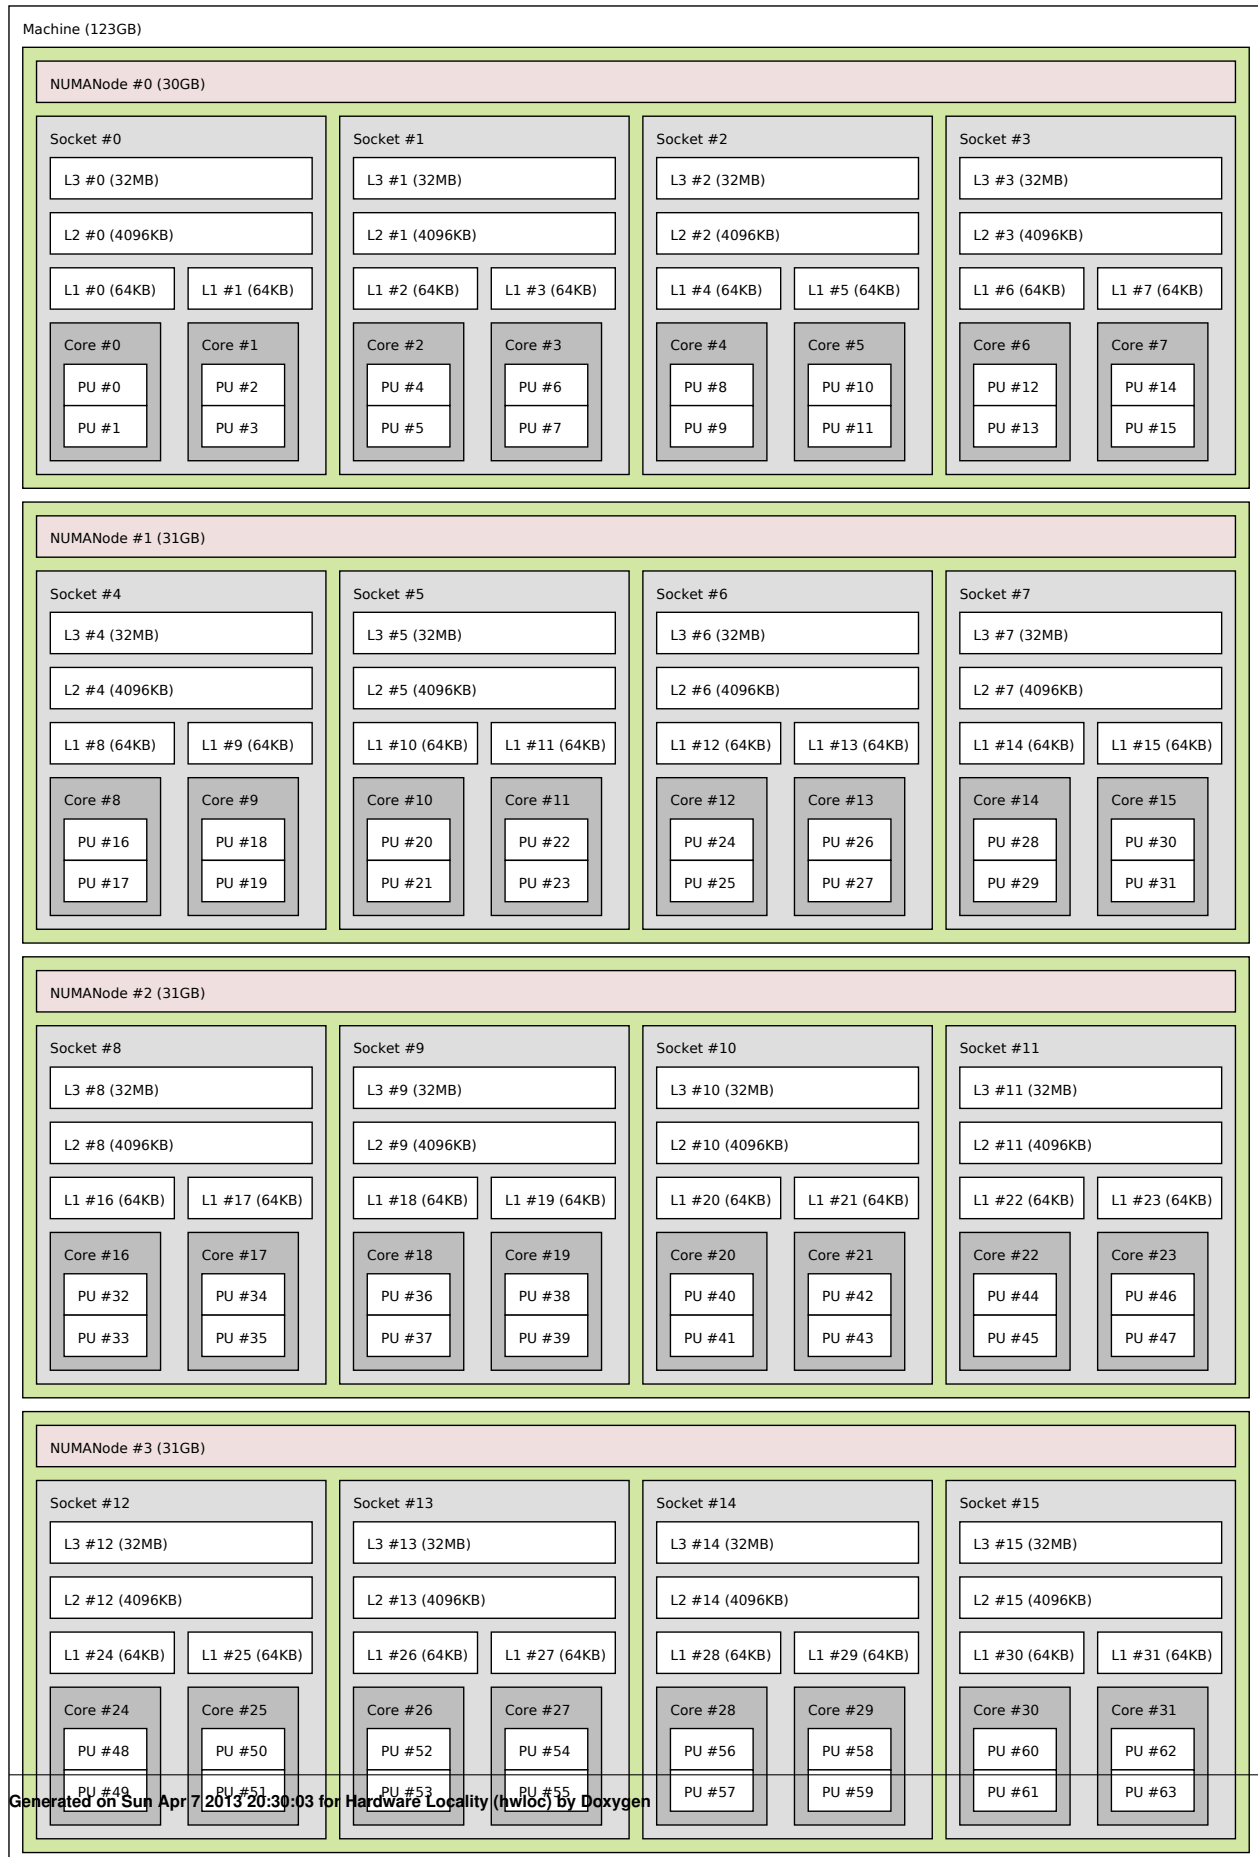 Machine (123GB)
NUMANode #0 (30GB)
Socket #0 Socket #1 Socket #2 Socket #3
L3 #0 (32MB) L3 #1 (32MB) L3 #2 (32MB) L3 #3 (32MB)
L2 #0 (4096KB) L2 #1 (4096KB) L2 #2 (4096KB) L2 #3 (4096KB)
L1 #0 (64KB) L1 #1 (64KB) L1 #2 (64KB) L1 #3 (64KB) L1 #4 (64KB) L1 #5 (64KB) L1 #6 (64KB) L1 #7 (64KB)
Core #0 Core #1 Core #2 Core #3 Core #4 Core #5 Core #6 Core #7
PU #0 PU #2 PU #4 PU #6 PU #8 PU #10 PU #12 PU #14
PU #1 PU #3 PU #5 PU #7 PU #9 PU #11 PU #13 PU #15
NUMANode #1 (31GB)
Socket #4 Socket #5 Socket #6 Socket #7
L3 #4 (32MB) L3 #5 (32MB) L3 #6 (32MB) L3 #7 (32MB)
L2 #4 (4096KB) L2 #5 (4096KB) L2 #6 (4096KB) L2 #7 (4096KB)
L1 #8 (64KB) L1 #9 (64KB) L1 #10 (64KB) L1 #11 (64KB) L1 #12 (64KB) L1 #13 (64KB) L1 #14 (64KB) L1 #15 (64KB)
Core #8 Core #9 Core #10 Core #11 Core #12 Core #13 Core #14 Core #15
PU #16 PU #18 PU #20 PU #22 PU #24 PU #26 PU #28 PU #30
PU #17 PU #19 PU #21 PU #23 PU #25 PU #27 PU #29 PU #31
NUMANode #2 (31GB)
Socket #8 Socket #9 Socket #10 Socket #11
L3 #8 (32MB) L3 #9 (32MB) L3 #10 (32MB) L3 #11 (32MB)
L2 #8 (4096KB) L2 #9 (4096KB) L2 #10 (4096KB) L2 #11 (4096KB)
L1 #16 (64KB) L1 #17 (64KB) L1 #18 (64KB) L1 #19 (64KB) L1 #20 (64KB) L1 #21 (64KB) L1 #22 (64KB) L1 #23 (64KB)
Core #16 Core #17 Core #18 Core #19 Core #20 Core #21 Core #22 Core #23
PU #32 PU #34 PU #36 PU #38 PU #40 PU #42 PU #44 PU #46
PU #33 PU #35 PU #37 PU #39 PU #41 PU #43 PU #45 PU #47
NUMANode #3 (31GB)
Socket #12 Socket #13 Socket #14 Socket #15
L3 #12 (32MB) L3 #13 (32MB) L3 #14 (32MB) L3 #15 (32MB)
L2 #12 (4096KB) L2 #13 (4096KB) L2 #14 (4096KB) L2 #15 (4096KB)
L1 #24 (64KB) L1 #25 (64KB) L1 #26 (64KB) L1 #27 (64KB) L1 #28 (64KB) L1 #29 (64KB) L1 #30 (64KB) L1 #31 (64KB)
Core #24 Core #25 Core #26 Core #27 Core #28 Core #29 Core #30 Core #31
PU #48 PU #50 PU #52 PU #54 PU #56 PU #58 PU #60 PU #62
PU #49 PU #51 PU #53 PU #55 PU #57 PU #59 PU #61 PU #63
Generated on Sun Apr 7 2013 20:30:03 for Hardware Locality (hwloc) by Doxygen